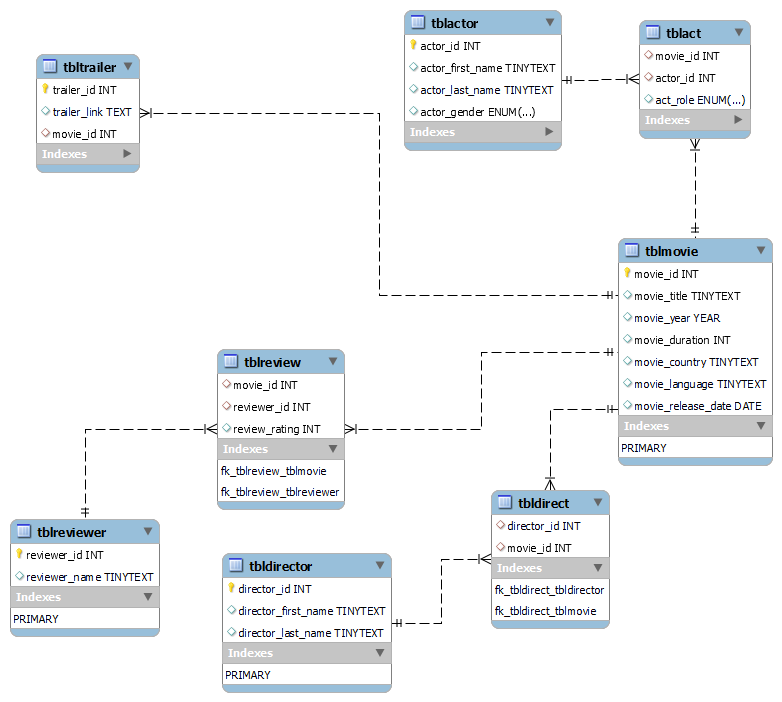 tblactor
actor_id INT
actor_first_name TINYTEXT
actor_last_name TINYTEXT
actor_gender ENUM(...)
Indexes
tblact
movie_id INT
actor_id INT
act_role ENUM(...)
Indexes
tbltrailer
trailer_id INT
trailer_link TEXT
movie_id INT
Indexes
tblmovie
movie_id INT
movie_title TINYTEXT
movie_year YEAR
movie_duration INT
movie_country TINYTEXT
movie_language TINYTEXT
movie_release_date DATE
Indexes
PRIMARY
tblreview
movie_id INT
reviewer_id INT
review_rating INT
Indexes
fk_tblreview_tblmovie
fk_tblreview_tblreviewer
tbldirect
director_id INT
movie_id INT
Indexes
fk_tbldirect_tbldirector
fk_tbldirect_tblmovie
tblreviewer
reviewer_id INT
reviewer_name TINYTEXT
Indexes
PRIMARY
tbldirector
director_id INT
director_first_name TINYTEXT
director_last_name TINYTEXT
Indexes
PRIMARY